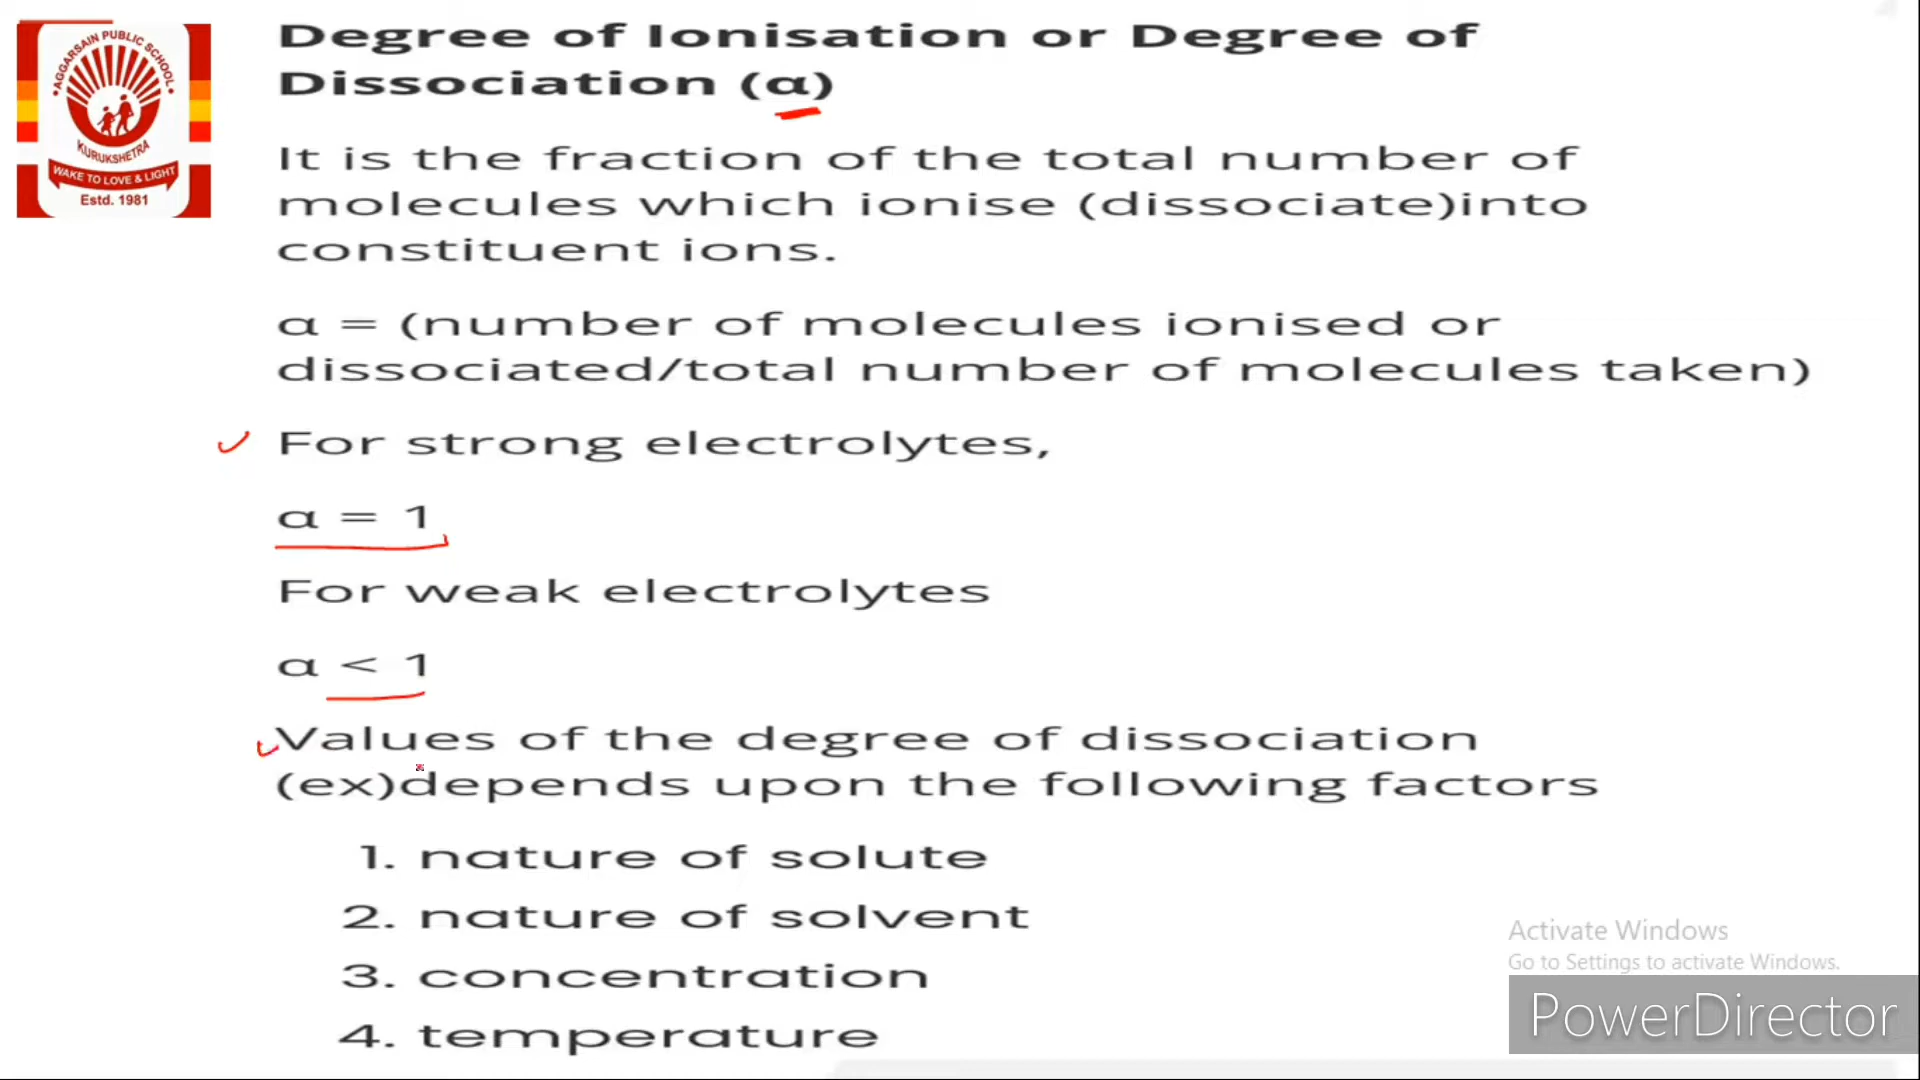 AGGARSAIN PUBLIC SCHOOL
KURUKSHETRA
WAKE TO LOVE & LIGHT
Estd. 1981
Degree of Ionisation or Degree of
Dissociation (α)
It is the fraction of the total number of
molecules which ionise (dissociate)into
constituent ions.
α = (number of molecules ionised or
dissociated/total number of molecules taken)
For strong electrolytes,
α = 1
For weak electrolytes
α < 1
Values of the degree of dissociation
(ex)depends upon the following factors
1. nature of solute
2. nature of solvent
3. concentration
4. temperature
Activate Windows
Go to Settings to activate Windows.
PowerDirector